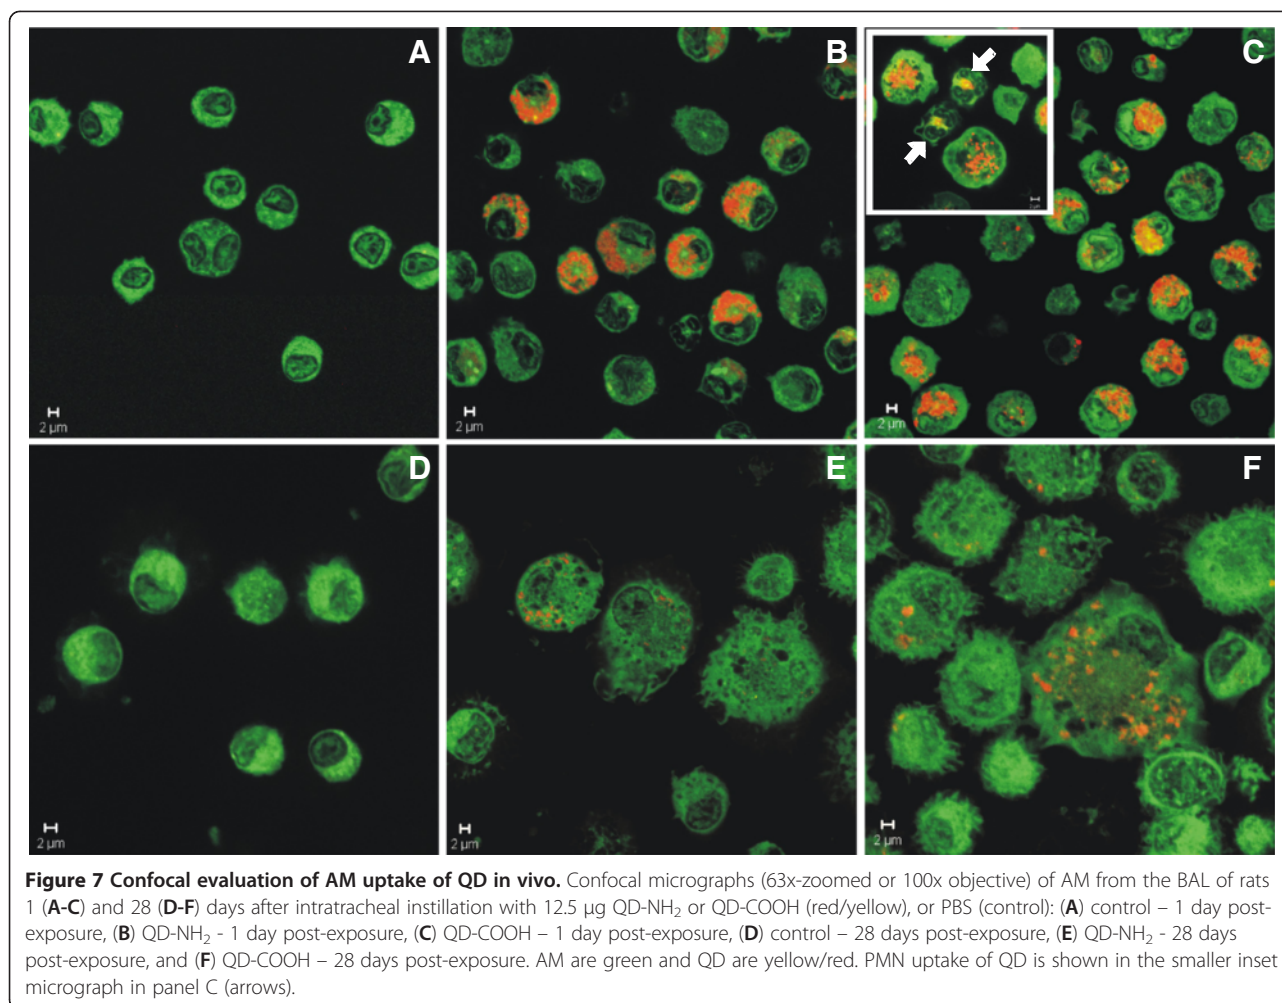 A
B
C
2 μm
2 μm
2 μm
D
E
F
2 μm
2 μm
2 μm
Figure 7 Confocal evaluation of AM uptake of QD in vivo. Confocal micrographs (63x-zoomed or 100x objective) of AM from the BAL of rats
1 (A-C) and 28 (D-F) days after intratracheal instillation with 12.5 μg QD-NH₂ or QD-COOH (red/yellow), or PBS (control): (A) control – 1 day post-
exposure, (B) QD-NH₂ - 1 day post-exposure, (C) QD-COOH – 1 day post-exposure, (D) control – 28 days post-exposure, (E) QD-NH₂ - 28 days
post-exposure, and (F) QD-COOH – 28 days post-exposure. AM are green and QD are yellow/red. PMN uptake of QD is shown in the smaller inset
micrograph in panel C (arrows).